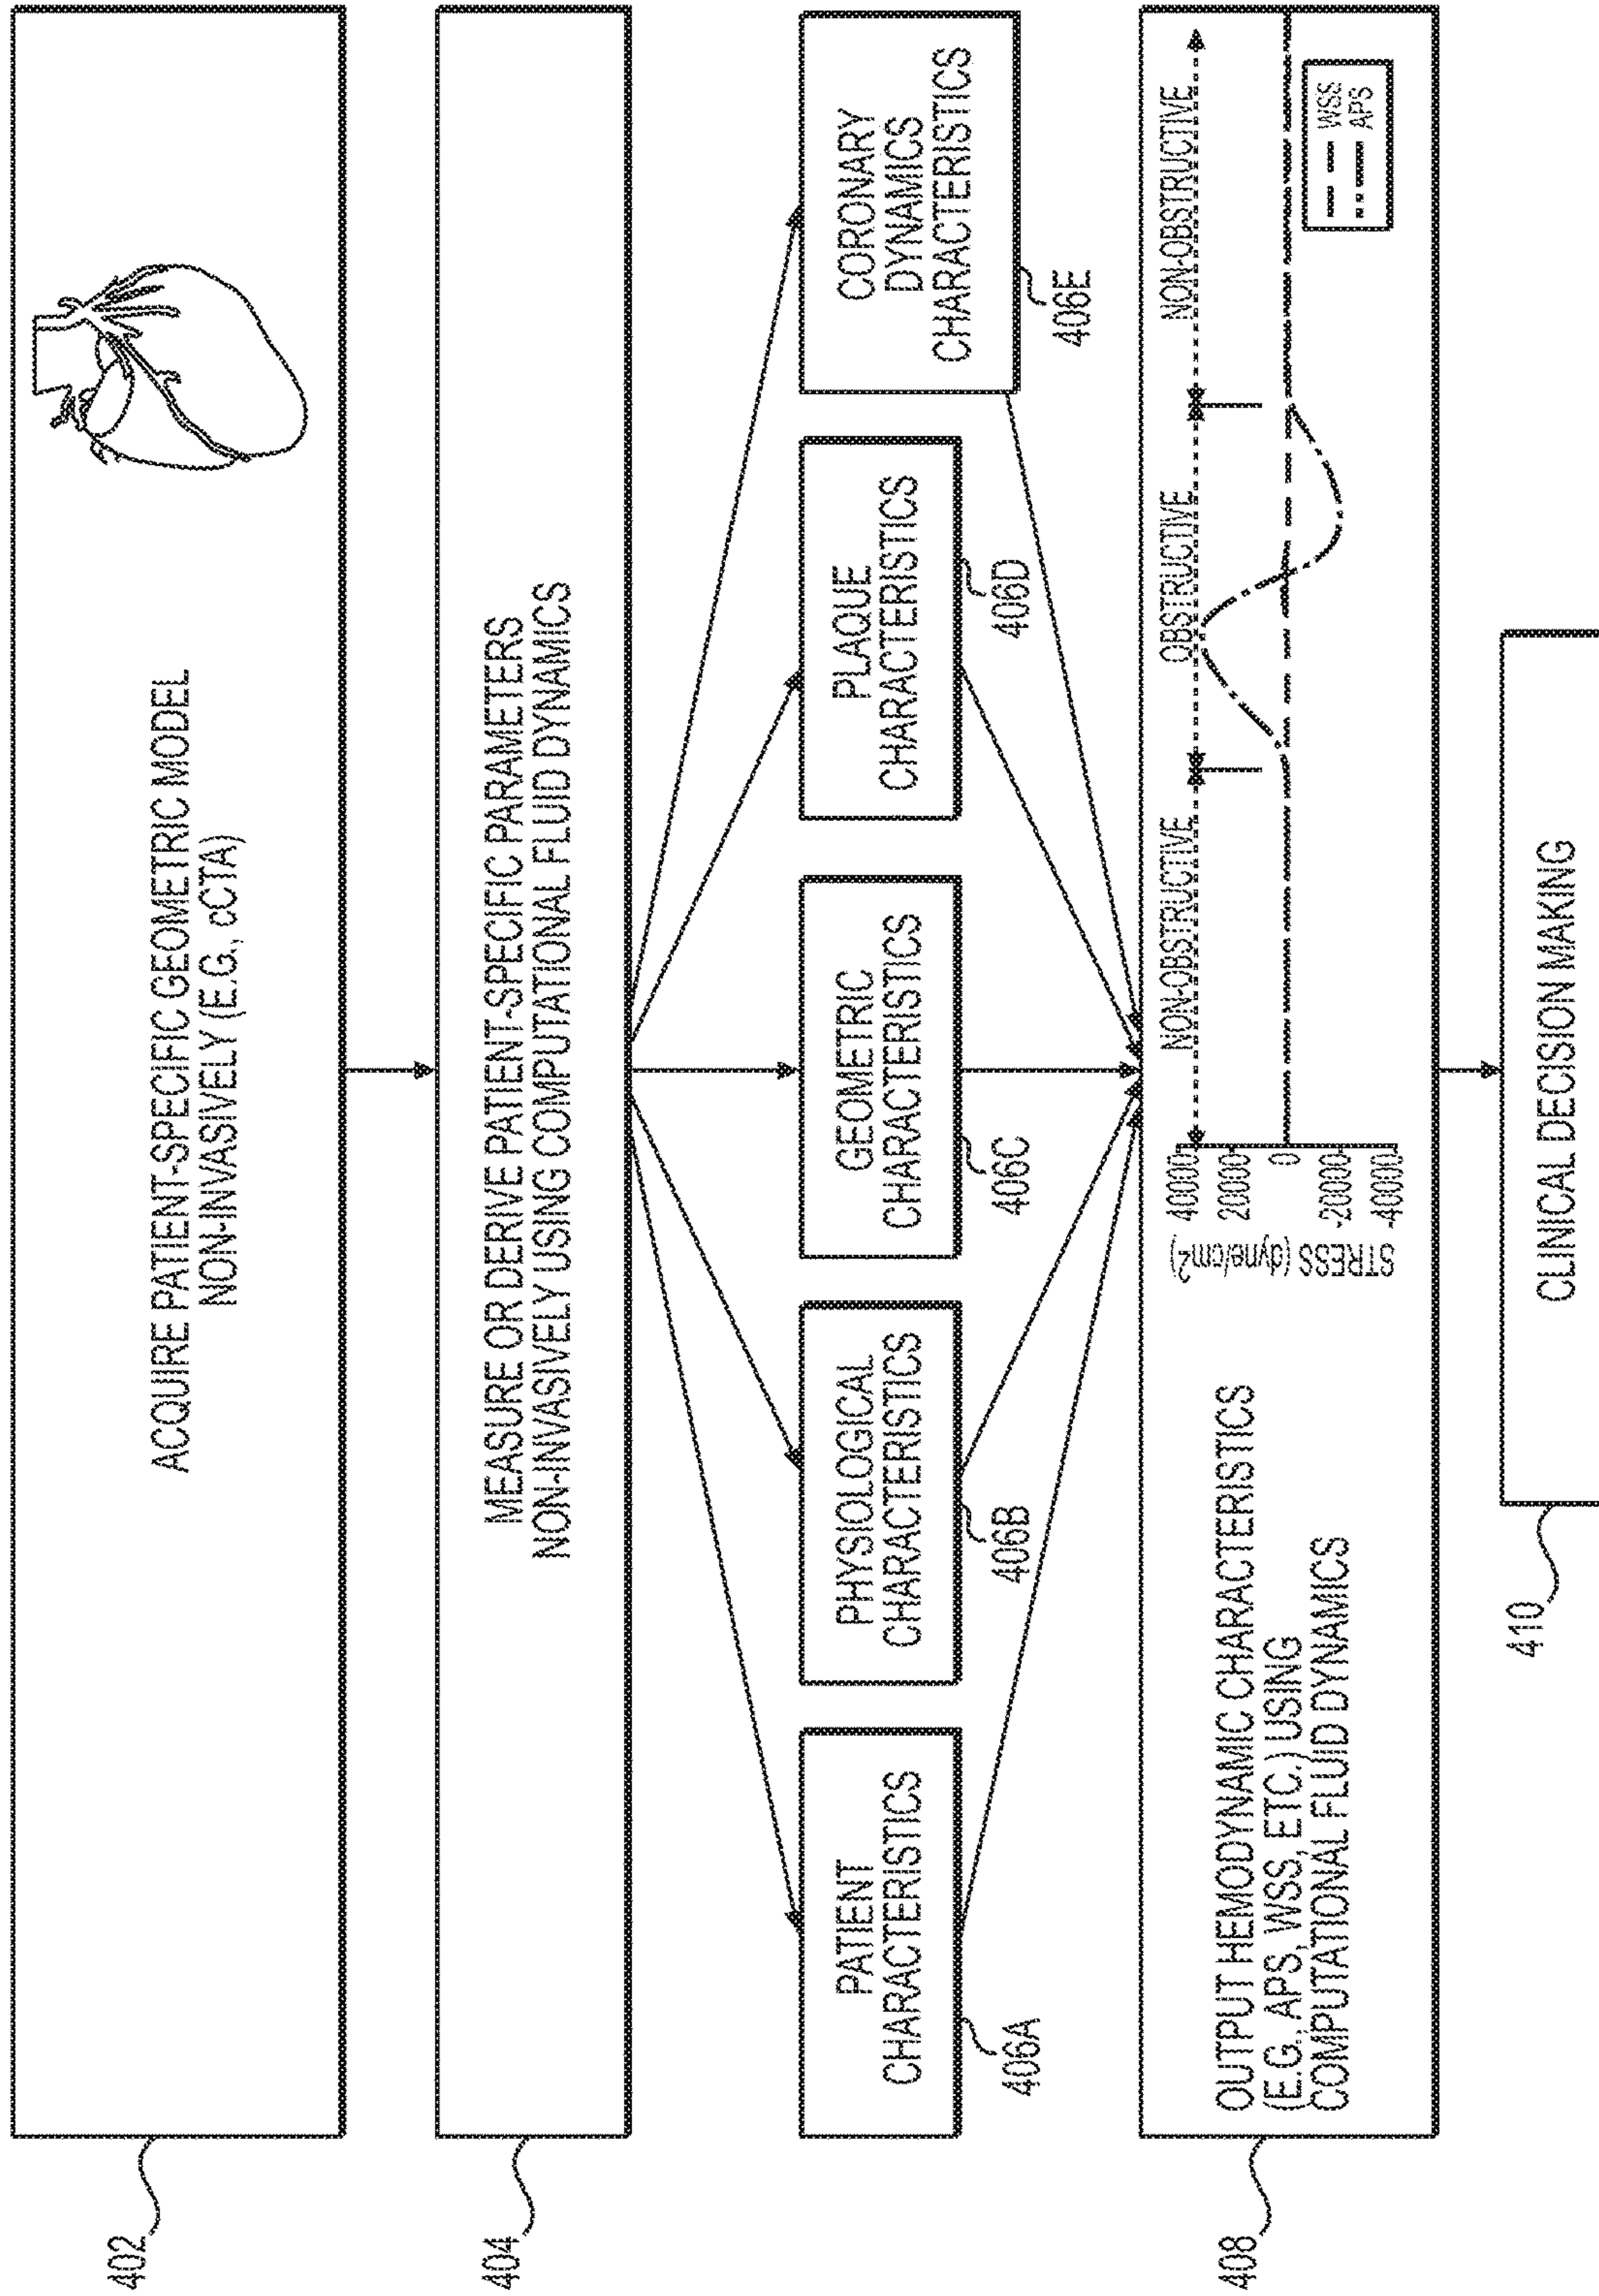 402
ACQUIRE PATIENT-SPECIFIC GEOMETRIC MODEL
NON-INVASIVELY (E.G., cCTA)
404
MEASURE OR DERIVE PATIENT-SPECIFIC PARAMETERS
NON-INVASIVELY USING COMPUTATIONAL FLUID DYNAMICS
PATIENT
CHARACTERISTICS
406A
PHYSIOLOGICAL
CHARACTERISTICS
406B
GEOMETRIC
CHARACTERISTICS
406C
PLAQUE
CHARACTERISTICS
406D
CORONARY
DYNAMICS
CHARACTERISTICS
406E
408
OUTPUT HEMODYNAMIC CHARACTERISTICS
(E.G. APS, WSS, ETC.) USING
COMPUTATIONAL FLUID DYNAMICS
STRESS (dyne/cm2)
40000
20000
0
-20000
-40000
NON-OBSTRUCTIVE
OBSTRUCTIVE
NON-OBSTRUCTIVE
WSS
APS
410
CLINICAL DECISION MAKING